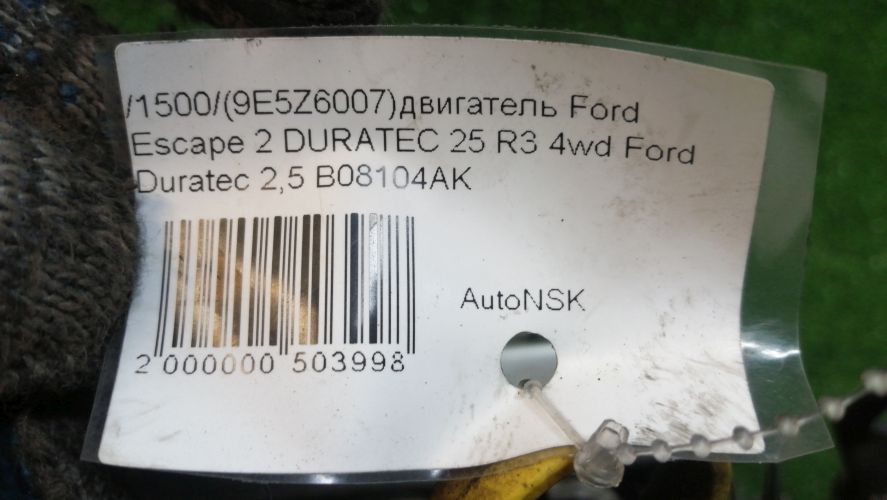 /1500/(9E5Z6007)двигатель Ford
Escape 2 DURATEC 25 R3 4wd Ford
Duratec 2,5 B08104AK
AutoNSK
2 000000 503998